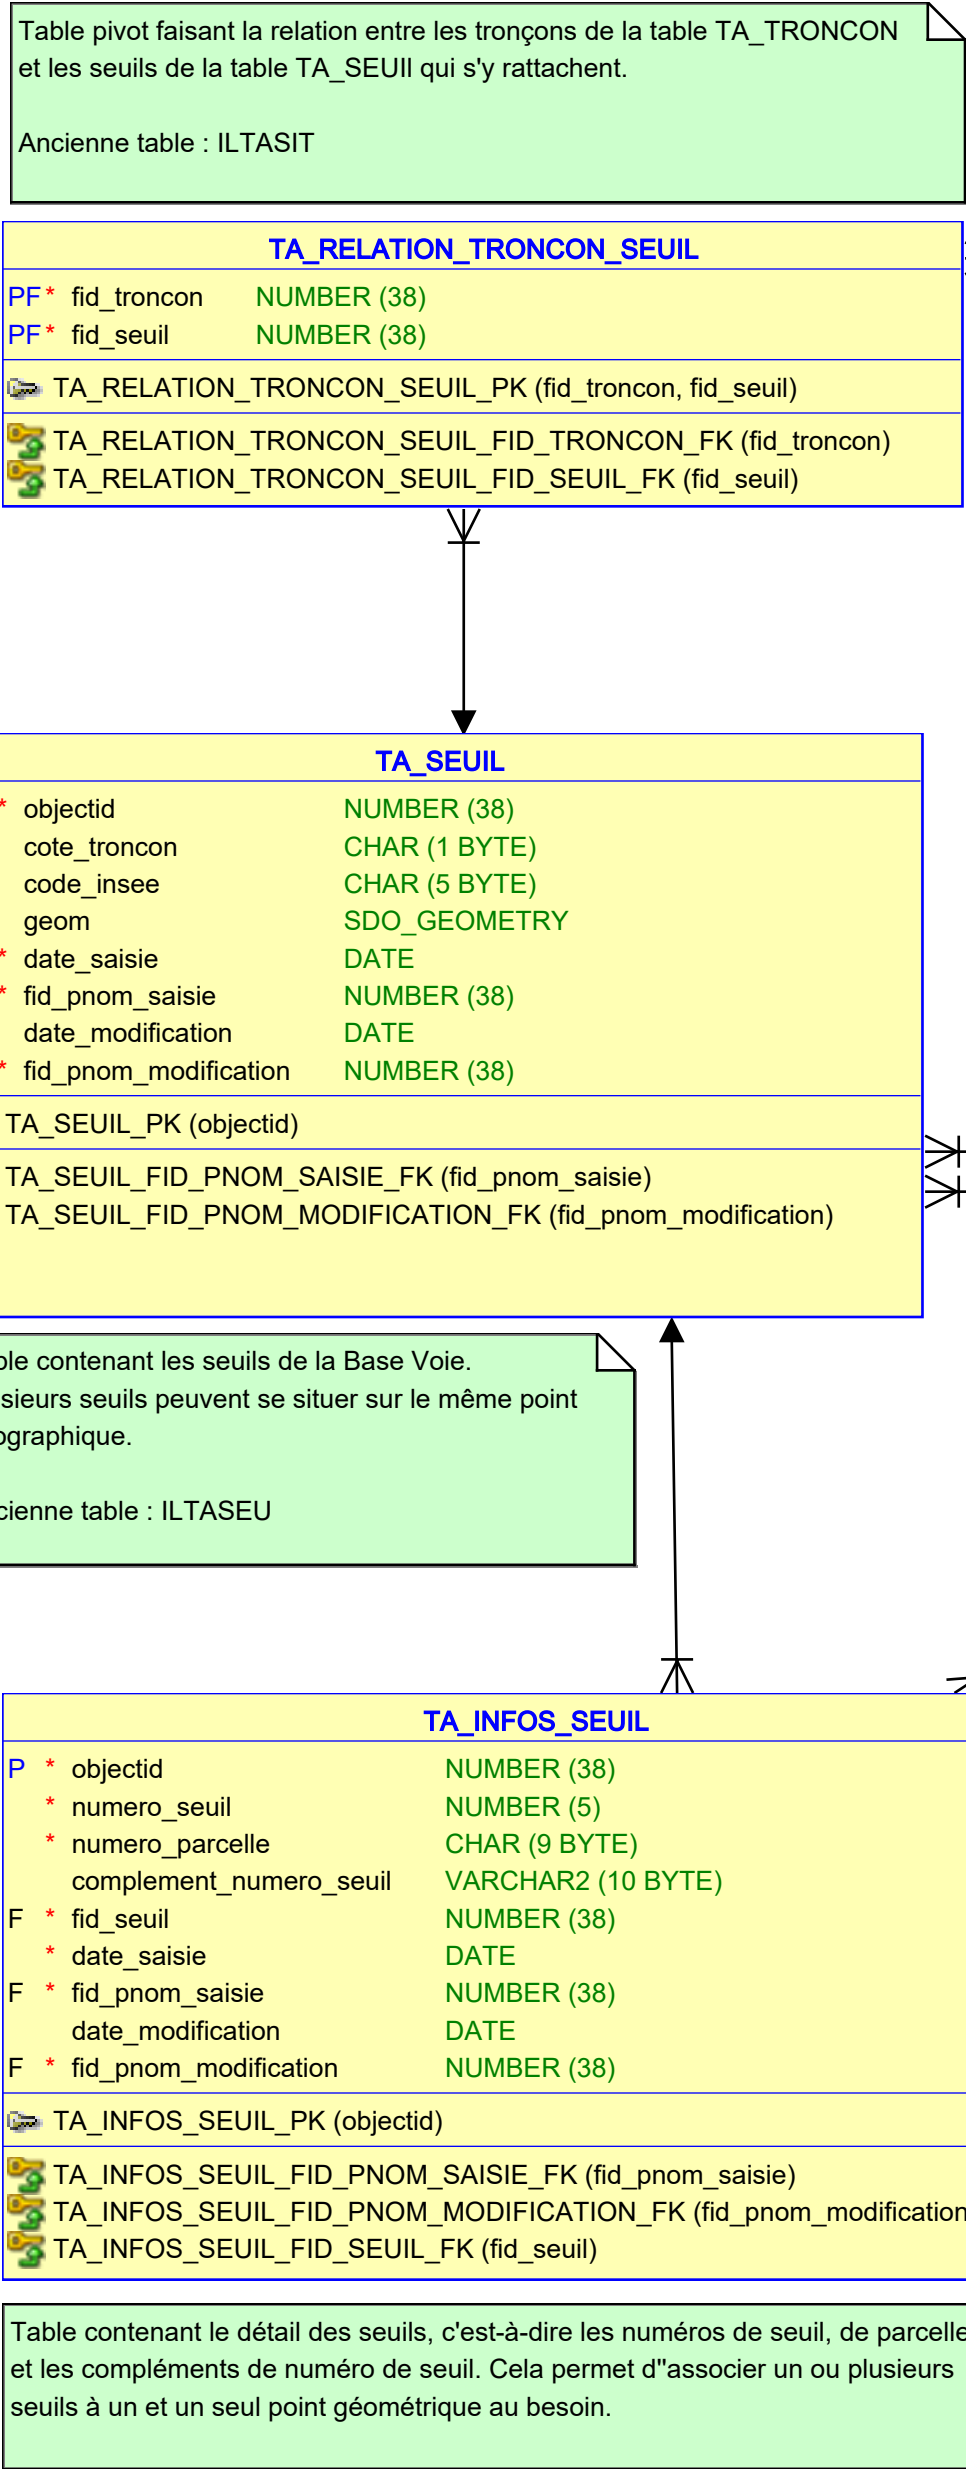 Table pivot faisant la relation entre les tronçons de la table TA_TRONCON
et les seuils de la table TA_SEUIl qui s'y rattachent.
Ancienne table : ILTASIT
TA_RELATION_TRONCON_SEUIL
PF * fid_troncon NUMBER (38)
PF * fid_seuil NUMBER (38)
TA_RELATION_TRONCON_SEUIL_PK (fid_troncon, fid_seuil)
TA_RELATION_TRONCON_SEUIL_FID_TRONCON_FK (fid_troncon)
TA_RELATION_TRONCON_SEUIL_FID_SEUIL_FK (fid_seuil)
TA_SEUIL
* objectid NUMBER (38)
cote_troncon CHAR (1 BYTE)
code_insee CHAR (5 BYTE)
geom SDO_GEOMETRY
* date_saisie DATE
* fid_pnom_saisie NUMBER (38)
date_modification DATE
* fid_pnom_modification NUMBER (38)
TA_SEUIL_PK (objectid)
TA_SEUIL_FID_PNOM_SAISIE_FK (fid_pnom_saisie)
TA_SEUIL_FID_PNOM_MODIFICATION_FK (fid_pnom_modification)
ble contenant les seuils de la Base Voie.
sieurs seuils peuvent se situer sur le même point
ographique.
cienne table : ILTASEU
TA_INFOS_SEUIL
P * objectid NUMBER (38)
* numero_seuil NUMBER (5)
* numero_parcelle CHAR (9 BYTE)
complement_numero_seuil VARCHAR2 (10 BYTE)
F * fid_seuil NUMBER (38)
* date_saisie DATE
F * fid_pnom_saisie NUMBER (38)
date_modification DATE
F * fid_pnom_modification NUMBER (38)
TA_INFOS_SEUIL_PK (objectid)
TA_INFOS_SEUIL_FID_PNOM_SAISIE_FK (fid_pnom_saisie)
TA_INFOS_SEUIL_FID_PNOM_MODIFICATION_FK (fid_pnom_modification
TA_INFOS_SEUIL_FID_SEUIL_FK (fid_seuil)
Table contenant le détail des seuils, c'est-à-dire les numéros de seuil, de parcelle
et les compléments de numéro de seuil. Cela permet d''associer un ou plusieurs
seuils à un et un seul point géométrique au besoin.